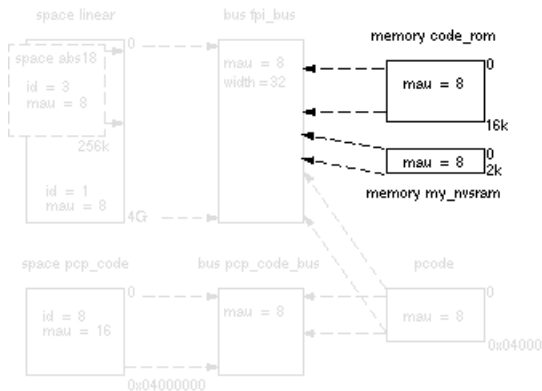 space linear
bus fpi_bus
memory code_rom
space abs18
id = 3
mau = 8
0
mau = 8
width = 32
0
mau = 8
16k
256k
0
mau = 8
2k
id = 1
mau = 8
memory my_nvsram
4G
space pcp_code
bus pcp_code_bus
pcode
id = 8
mau = 16
0
mau = 8
0
mau = 8
0x04000
0x04000000